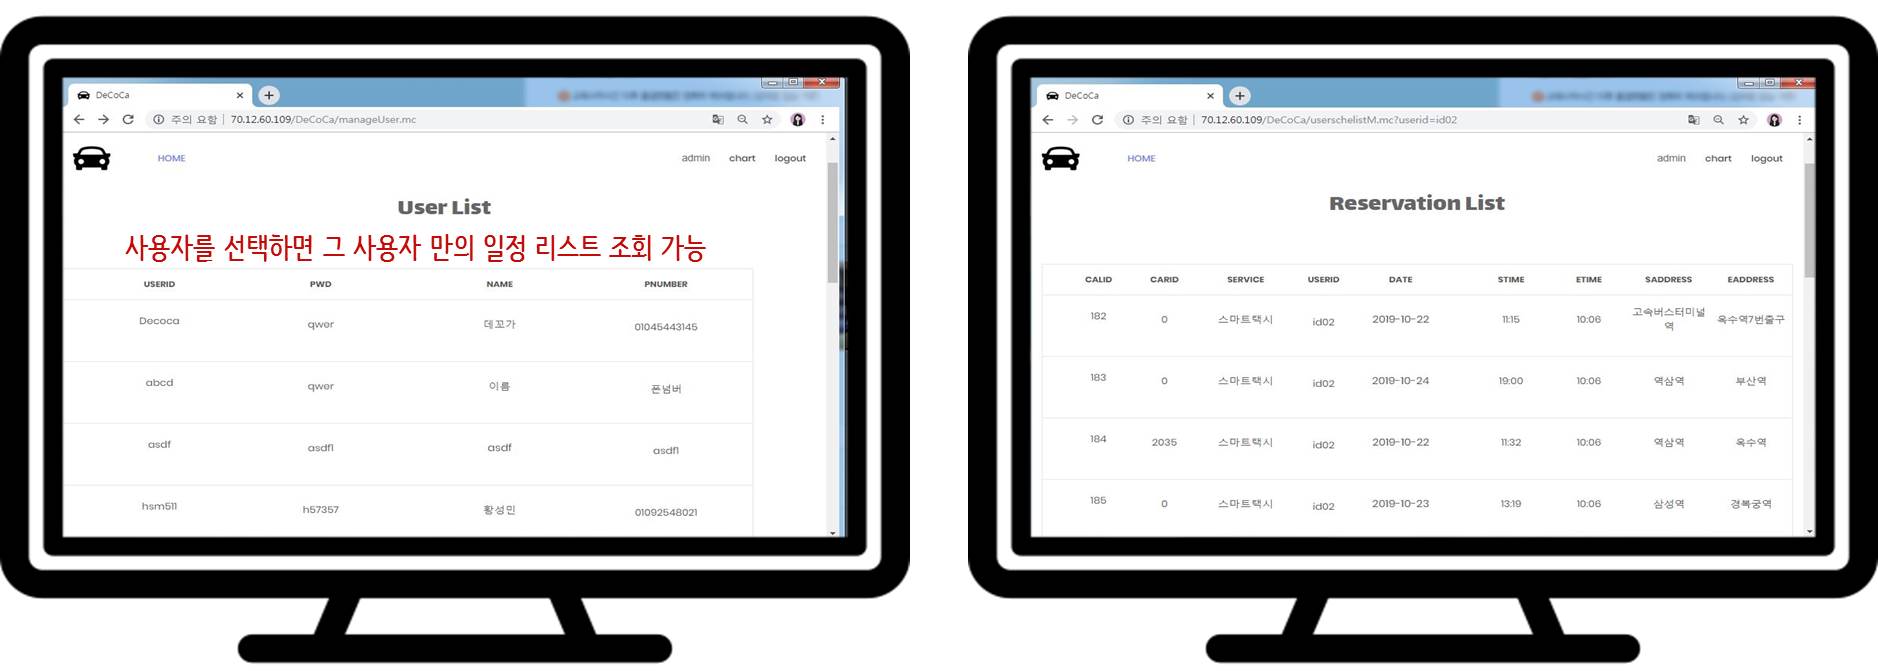 DeCoCa
주의 요함 | 70.12.60.109/DeCoCa/manageUser.mc
HOME admin chart logout
User List
사용자를 선택하면 그 사용자 만의 일정 리스트 조회 가능
USERID PWD NAME PNUMBER
Decoca qwer 데꼬가 01045443145
abcd qwer 이름 폰넘버
asdf asdf1 asdf asdf1
hsm511 h57357 황성민 01092548021
DeCoCa
주의 요함 | 70.12.60.109/DeCoCa/userschelistM.mc?userid=id02
HOME admin chart logout
Reservation List
CALID CARID SERVICE USERID DATE STIME ETIME SADDRESS EADDRESS
182 0 스마트택시 id02 2019-10-22 11:15 10:06 고속버스터미널 옥수역7번출구
역
183 0 스마트택시 id02 2019-10-24 19:00 10:06 역삼역 부산역
184 2035 스마트택시 id02 2019-10-22 11:32 10:06 역삼역 옥수역
185 0 스마트택시 id02 2019-10-23 13:19 10:06 삼성역 경복궁역